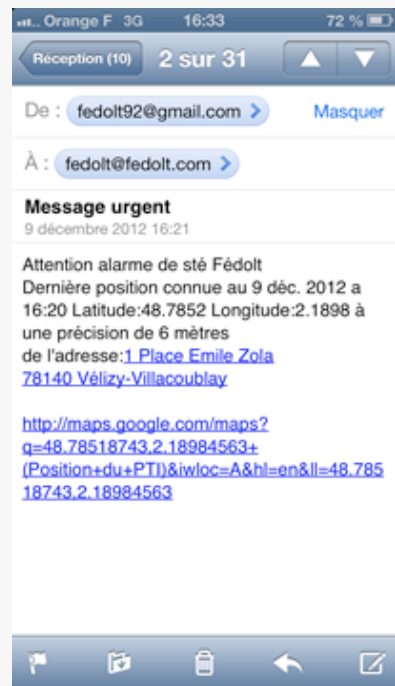 Orange F 3G 16:33 72 %
Réception (10) 2 sur 31
De : fedolt92@gmail.com Masquer
À : fedolt@fedolt.com
Message urgent
9 décembre 2012 16:21
Attention alarme de sté Fédolt
Dernière position connue au 9 déc. 2012 a
16:20 Latitude:48.7852 Longitude:2.1898 à
une précision de 6 mètres
de l'adresse:1 Place Emile Zola
78140 Vélizy-Villacoublay
http://maps.google.com/maps?
q=48.78518743,2.18984563+
(Position+du+PTI)&iwloc=A&hl=en&ll=48.785
18743,2.18984563